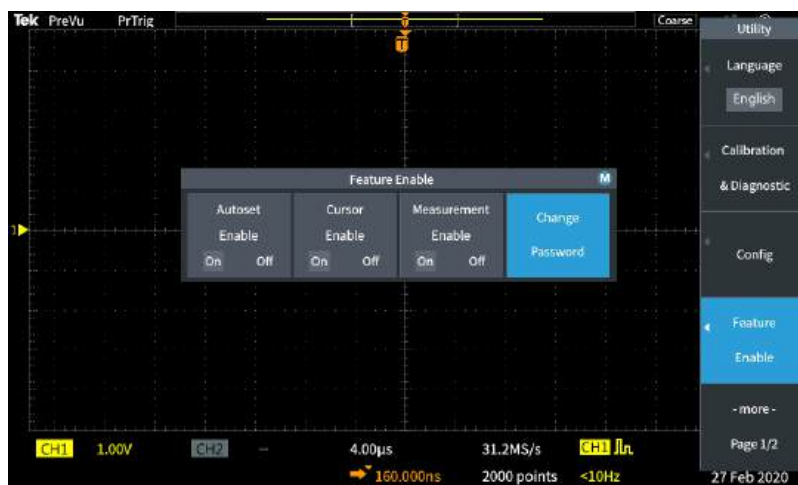 Tek PreVu PrTrig Coarse
Utility
T
Language
English
Calibration
& Diagnostic
Feature Enable M
Autoset
Enable
On Off
Cursor
Enable
On Off
Measurement
Enable
On Off
Change
Password
1
Config
Feature
Enable
- more -
Page 1/2
CH1 1.00V CH2 — 4.00µs 31.2MS/s CH1
160.000ns 2000 points <10Hz 27 Feb 2020